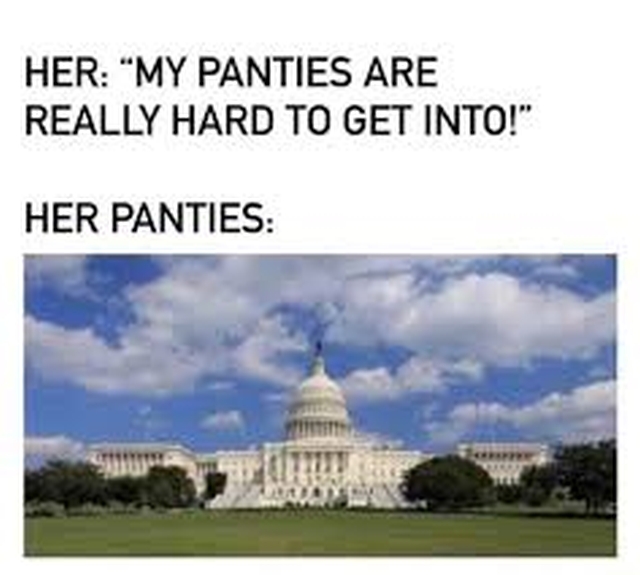 HER: “MY PANTIES ARE
REALLY HARD TO GET INTO!”
HER PANTIES: